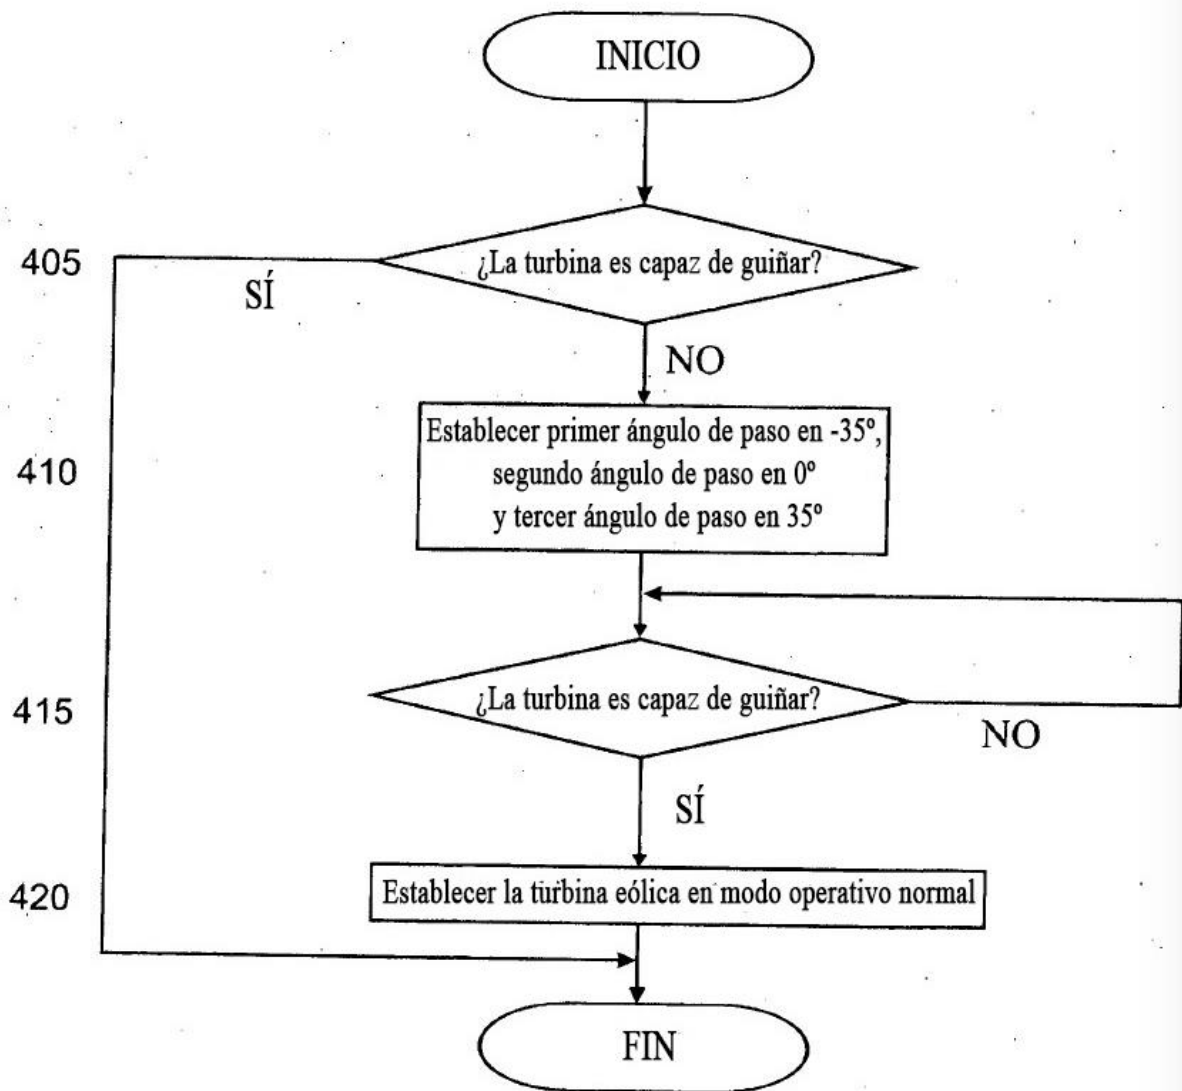 INICIO
405
¿La turbina es capaz de guiñar?
SÍ
NO
410
Establecer primer ángulo de paso en -35º,
segundo ángulo de paso en 0º
y tercer ángulo de paso en 35º
415
¿La turbina es capaz de guiñar?
NO
SÍ
420
Establecer la turbina eólica en modo operativo normal
FIN